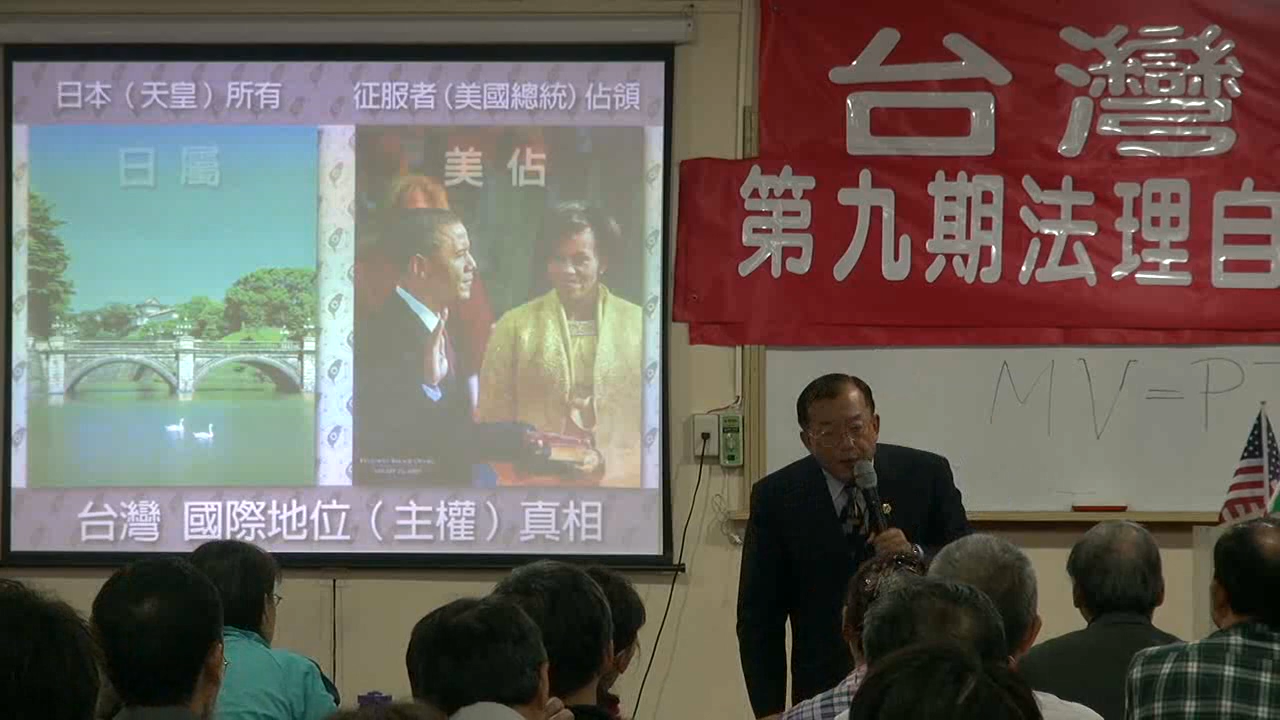 日本（天皇）所有
征服者（美國總統）佔領
日屬
美佔
台灣 國際地位（主權）真相
台灣
第九期法理自
MV=P